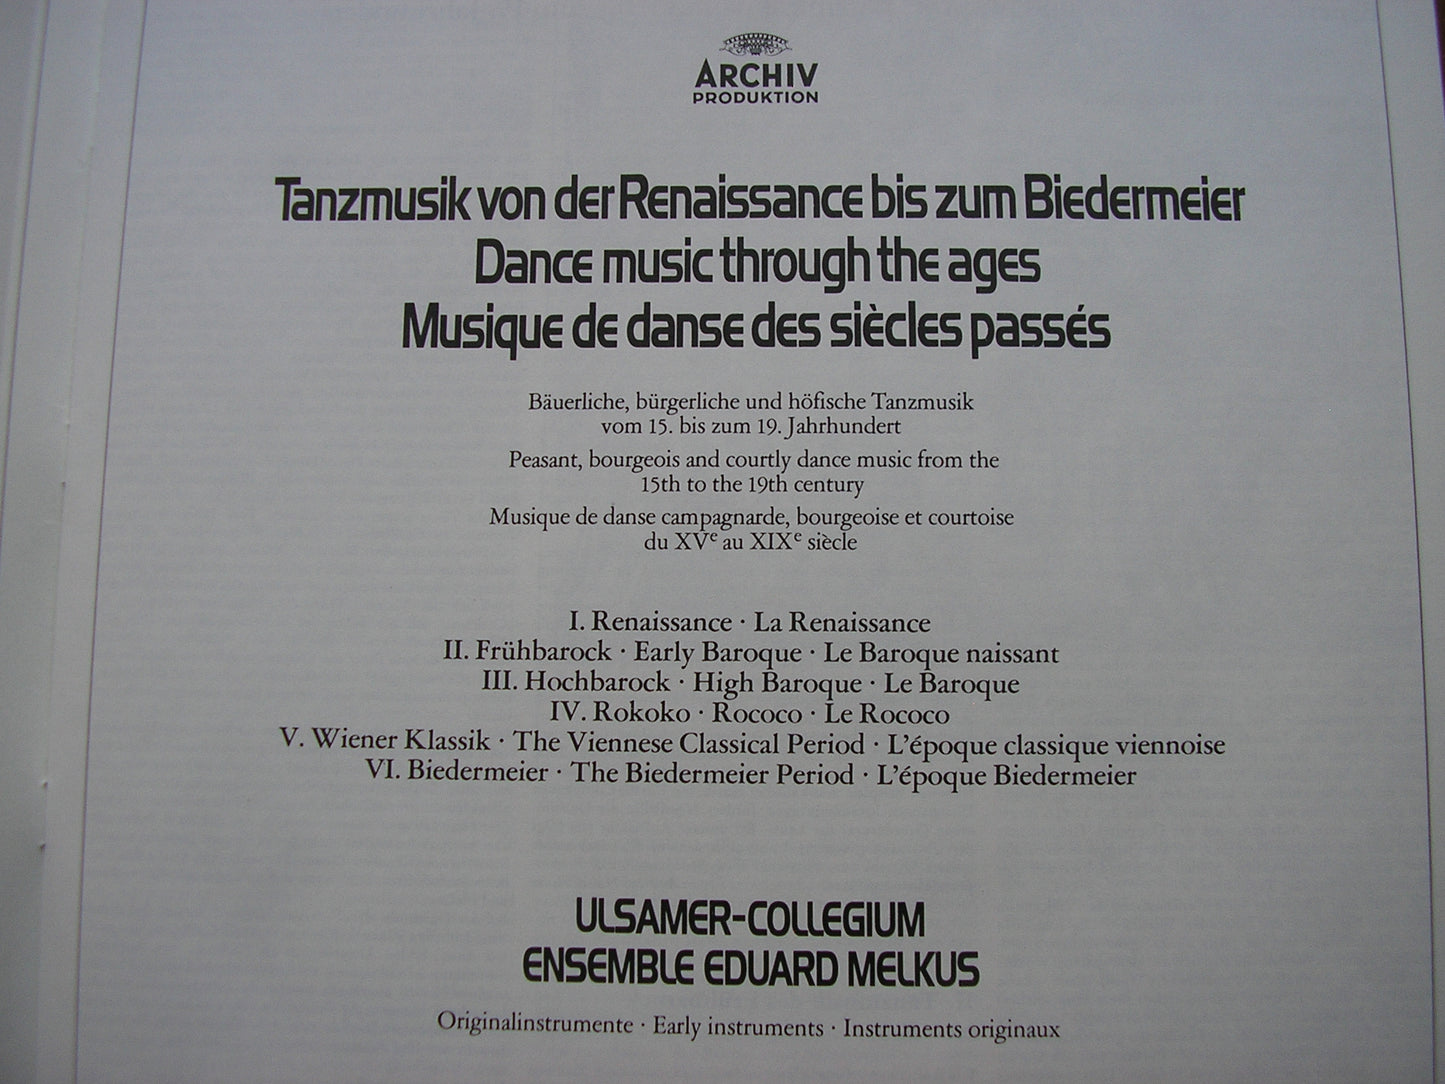 ARCHIV
PRODUKTION
Tanzmusik von der Renaissance bis zum Biedermeier
Dance music through the ages
Musique de danse des siècles passés
Bäuerliche, bürgerliche und höfische Tanzmusik
vom 15. bis zum 19. Jahrhundert
Peasant, bourgeois and courtly dance music from the
15th to the 19th century
Musique de danse campagnarde, bourgeoise et courtoise
du XVe au XIXe siècle
I. Renaissance · La Renaissance
II. Frühbarock · Early Baroque · Le Baroque naissant
III. Hochbarock · High Baroque · Le Baroque
IV. Rokoko · Rococo · Le Rococo
V. Wiener Klassik · The Viennese Classical Period · L'époque classique viennoise
VI. Biedermeier · The Biedermeier Period · L'époque Biedermeier
ULSAMER-COLLEGIUM
ENSEMBLE EDUARD MELKUS
Originalinstrumente · Early instruments · Instruments originaux